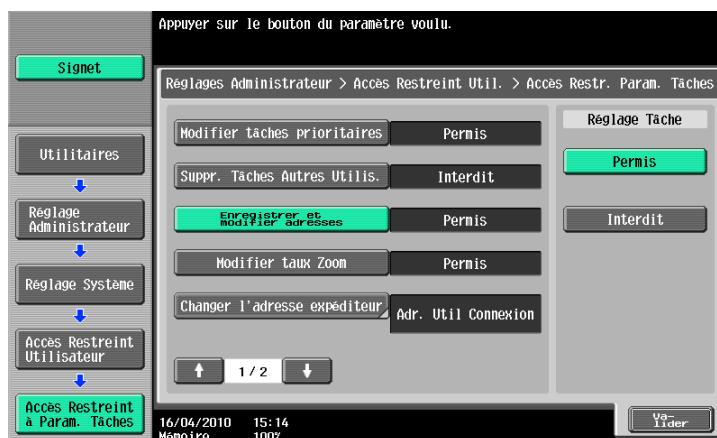 Appuyer sur le bouton du paramètre voulu.
Signet
Réglages Administrateur > Accès Restreint Util. > Accès Restr. Param. Tâches
Utilitaires
Réglage
Administrateur
Réglage Système
Accès Restreint
Utilisateur
Accès Restreint
à Param. Tâches
Modifier tâches prioritaires
Permis
Suppr. Tâches Autres Utilis.
Interdit
Enregistrer et
modifier adresses
Permis
Modifier taux Zoom
Permis
Changer l'adresse expéditeur
Adr. Util Connexion
1/2
Réglage Tâche
Permis
Interdit
16/04/2010 15:14
Mémoire 100%
Va-
lider